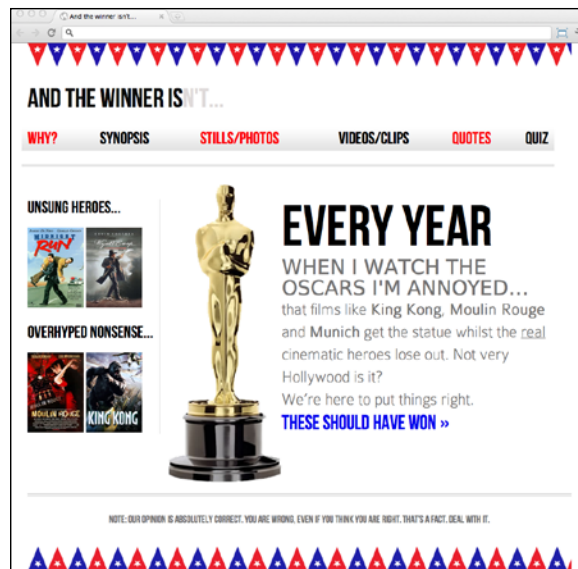 And the winner isn't...
AND THE WINNER ISN'T...
WHY? SYNOPSIS STILLS/PHOTOS VIDEOS/CLIPS QUOTES QUIZ
UNSUNG HEROES...
MIDNIGHT
RUN
OVERHYPED NONSENSE...
MOULIN ROUGE
KING KONG
EVERY YEAR
WHEN I WATCH THE
OSCARS I'M ANNOYED...
that films like King Kong, Moulin Rouge
and Munich get the statue whilst the real
cinematic heroes lose out. Not very
Hollywood is it?
We're here to put things right.
THESE SHOULD HAVE WON »
NOTE: OUR OPINION IS ABSOLUTELY CORRECT. YOU ARE WRONG, EVEN IF YOU THINK YOU ARE RIGHT. THAT'S A FACT. DEAL WITH IT.